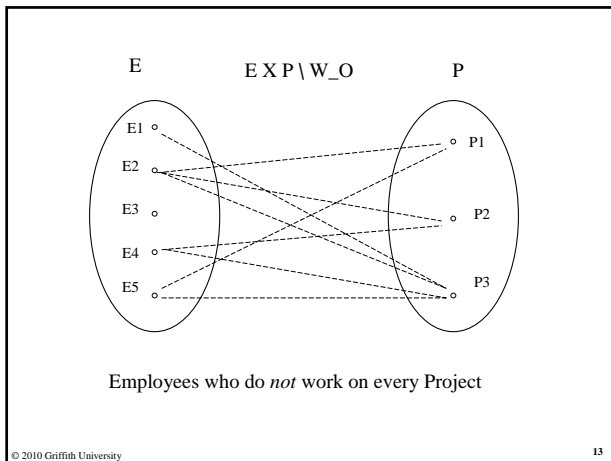 E E X P \ W_O P
E1
P1
E2
E3
P2
E4
E5
P3
Employees who do not work on every Project
© 2010 Griffith University 13